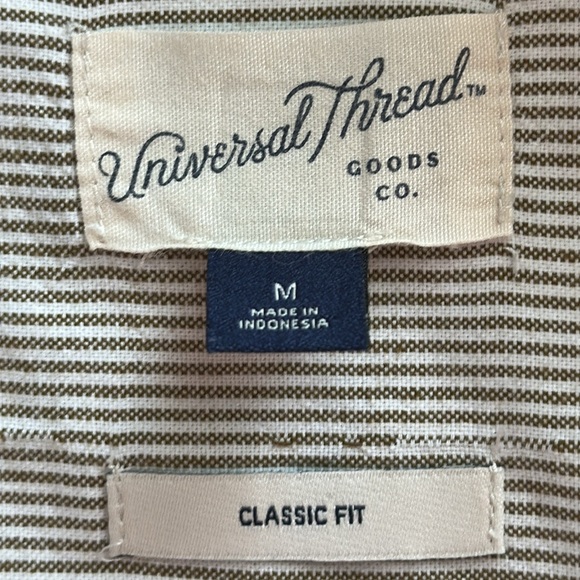 Universal Thread™
GOODS
CO.
M
MADE IN
INDONESIA
CLASSIC FIT